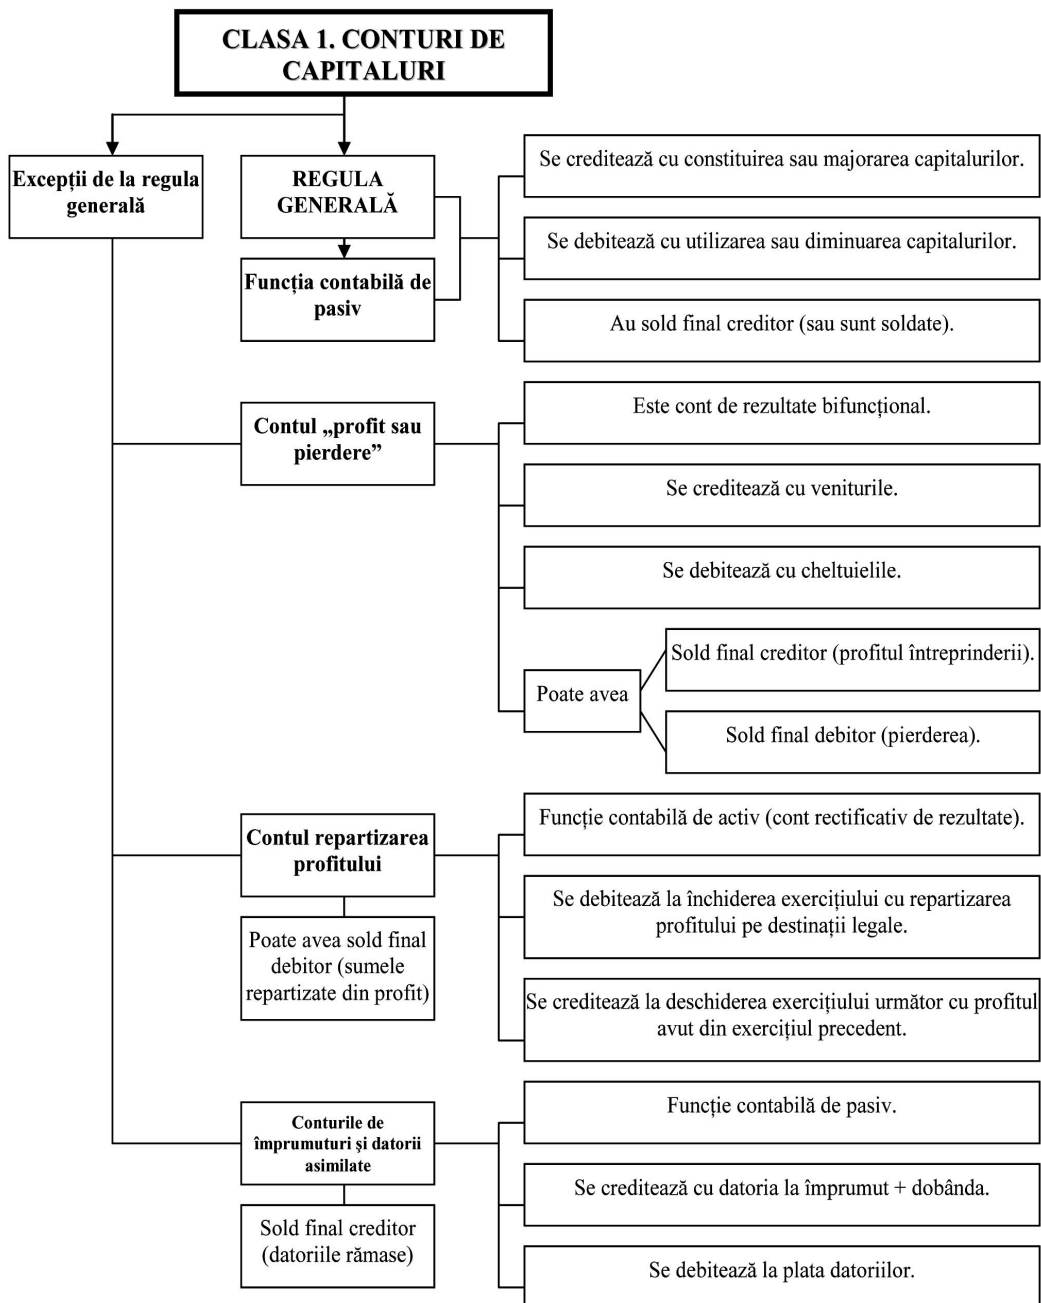 CLASA 1. CONTURI DE
CAPITALURI
Excepții de la regula
generală
REGULA
GENERALĂ
Funcția contabilă de
pasiv
Se creditează cu constituirea sau majorarea capitalurilor.
Se debitează cu utilizarea sau diminuarea capitalurilor.
Au sold final creditor (sau sunt soldate).
Contul „profit sau
pierdere”
Este cont de rezultate bifuncțional.
Se creditează cu veniturile.
Se debitează cu cheltuielile.
Poate avea
Sold final creditor (profitul întreprinderii).
Sold final debitor (pierderea).
Contul repartizarea
profitului
Poate avea sold final
debitor (sumele
repartizate din profit)
Funcție contabilă de activ (cont rectificativ de rezultate).
Se debitează la închiderea exercițiului cu repartizarea
profitului pe destinații legale.
Se creditează la deschiderea exercițiului următor cu profitul
avut din exercițiul precedent.
Conturile de
împrumuturi şi datorii
asimilate
Sold final creditor
(datoriile rămase)
Funcție contabilă de pasiv.
Se creditează cu datoria la împrumut + dobânda.
Se debitează la plata datoriilor.